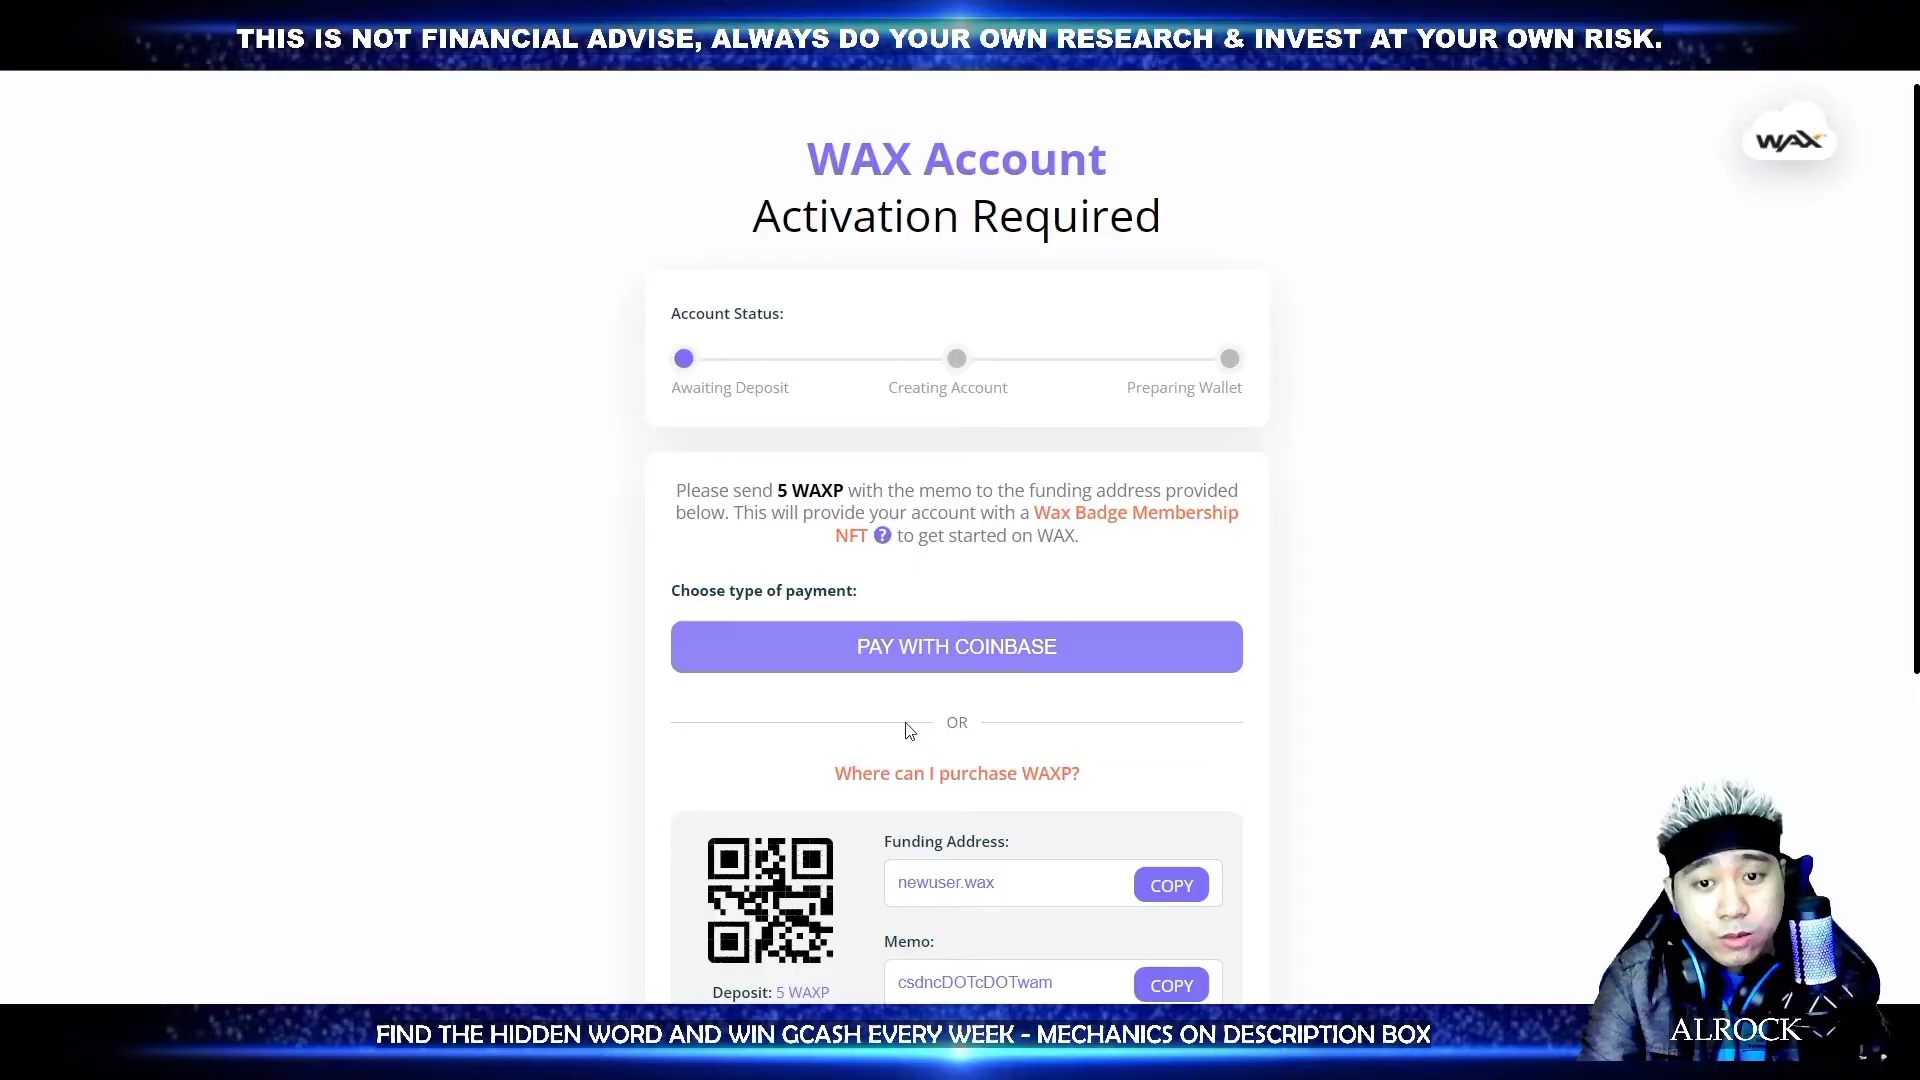 THIS IS NOT FINANCIAL ADVISE, ALWAYS DO YOUR OWN RESEARCH & INVEST AT YOUR OWN RISK.
WAX
WAX Account
Activation Required
Account Status:
Awaiting Deposit
Creating Account
Preparing Wallet
Please send 5 WAXP with the memo to the funding address provided
below. This will provide your account with a Wax Badge Membership
NFT ? to get started on WAX.
Choose type of payment:
PAY WITH COINBASE
OR
Where can I purchase WAXP?
Funding Address:
newuser.wax
COPY
Memo:
csdncDOTcDOTwam
COPY
Deposit: 5 WAXP
FIND THE HIDDEN WORD AND WIN GCASH EVERY WEEK - MECHANICS ON DESCRIPTION BOX
ALROCK